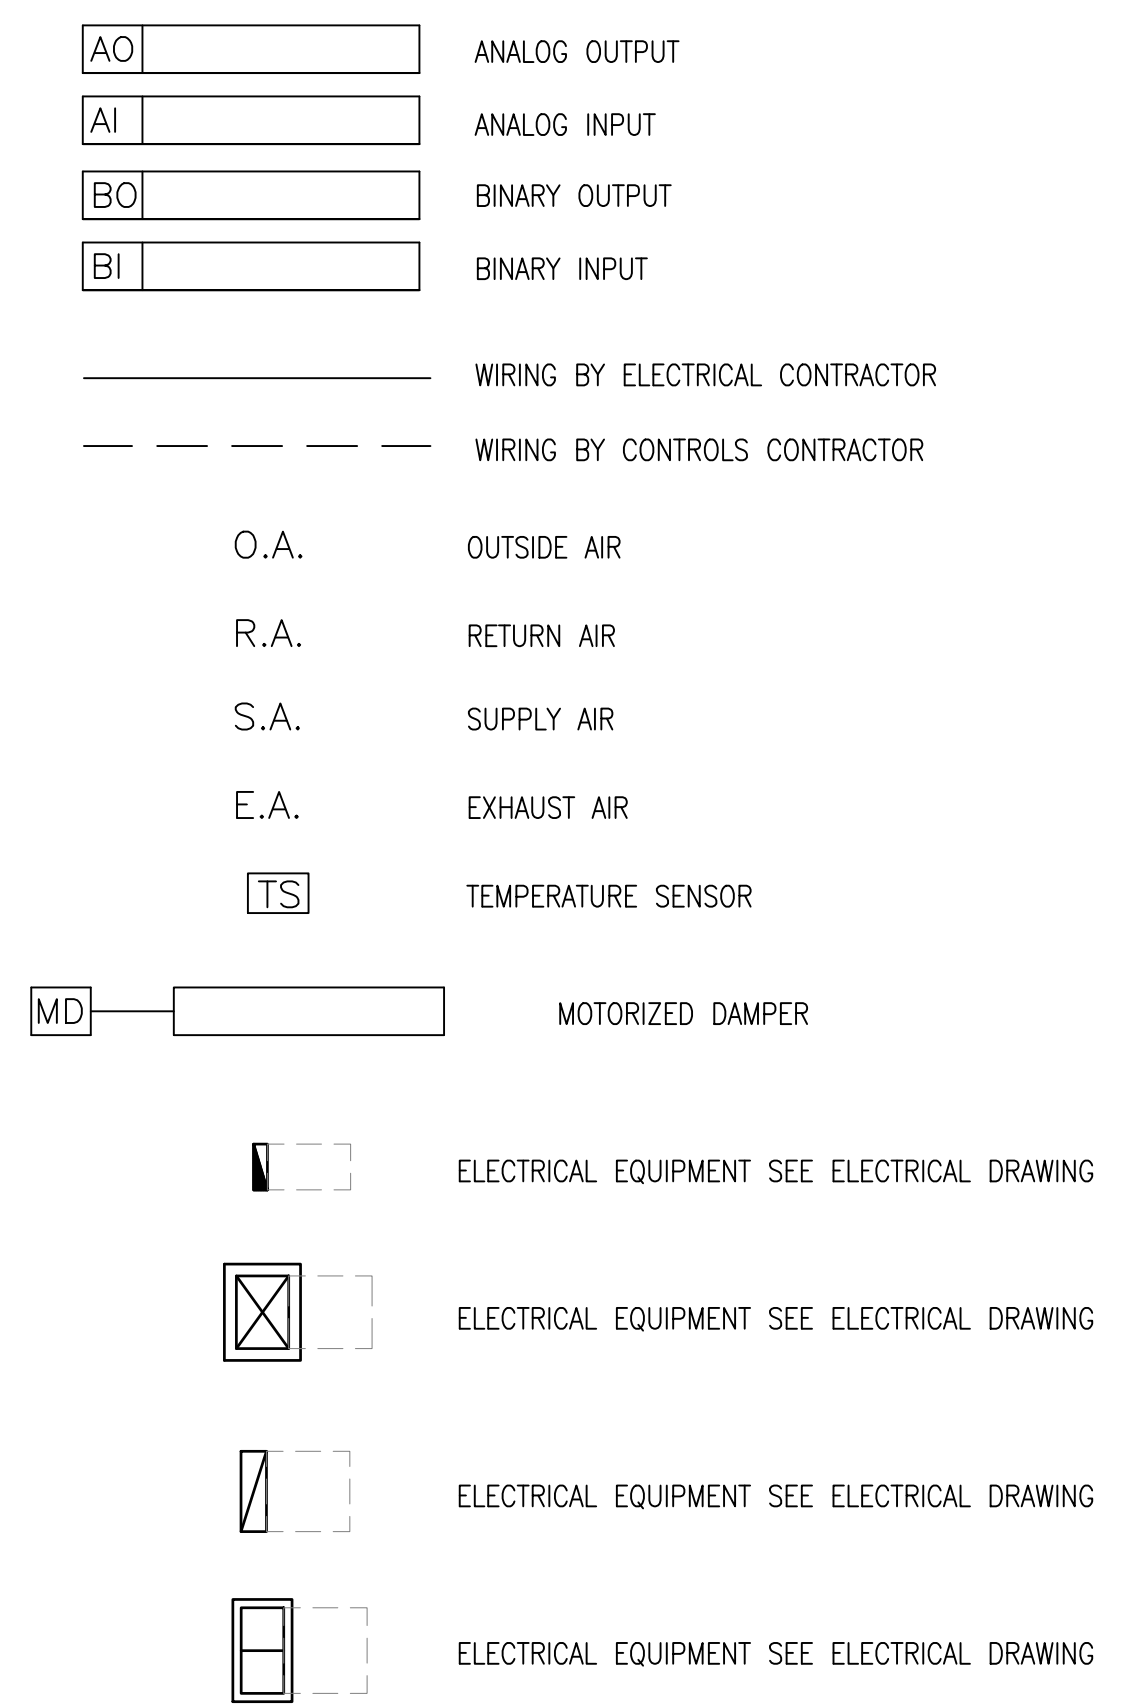 AO ANALOG OUTPUT
AI ANALOG INPUT
BO BINARY OUTPUT
BI BINARY INPUT
WIRING BY ELECTRICAL CONTRACTOR
WIRING BY CONTROLS CONTRACTOR
O.A. OUTSIDE AIR
R.A. RETURN AIR
S.A. SUPPLY AIR
E.A. EXHAUST AIR
TS TEMPERATURE SENSOR
MD MOTORIZED DAMPER
ELECTRICAL EQUIPMENT SEE ELECTRICAL DRAWING
ELECTRICAL EQUIPMENT SEE ELECTRICAL DRAWING
ELECTRICAL EQUIPMENT SEE ELECTRICAL DRAWING
ELECTRICAL EQUIPMENT SEE ELECTRICAL DRAWING